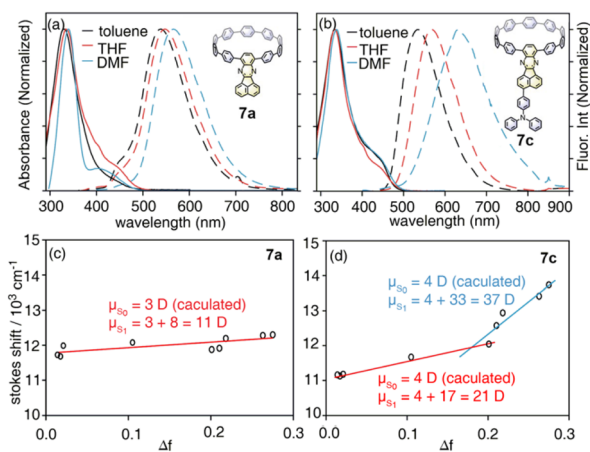 (a)
toluene
THF
DMF
7a
Absorbance (Normalized)
300 400 500 600 700 800
wavelength (nm)
(b)
toluene
THF
DMF
N
N
N
7c
Fluor. Int (Normalized)
300 400 500 600 700 800 900
wavelength (nm)
(c)
7a
μS0 = 3 D (caculated)
μS1 = 3 + 8 = 11 D
stokes shift / 10³ cm⁻¹
15
14
13
12
11
10
0.0 0.1 0.2 0.3
Δf
(d)
7c
μS0 = 4 D (caculated)
μS1 = 4 + 33 = 37 D
μS0 = 4 D (caculated)
μS1 = 4 + 17 = 21 D
15
14
13
12
11
10
0.0 0.1 0.2 0.3
Δf